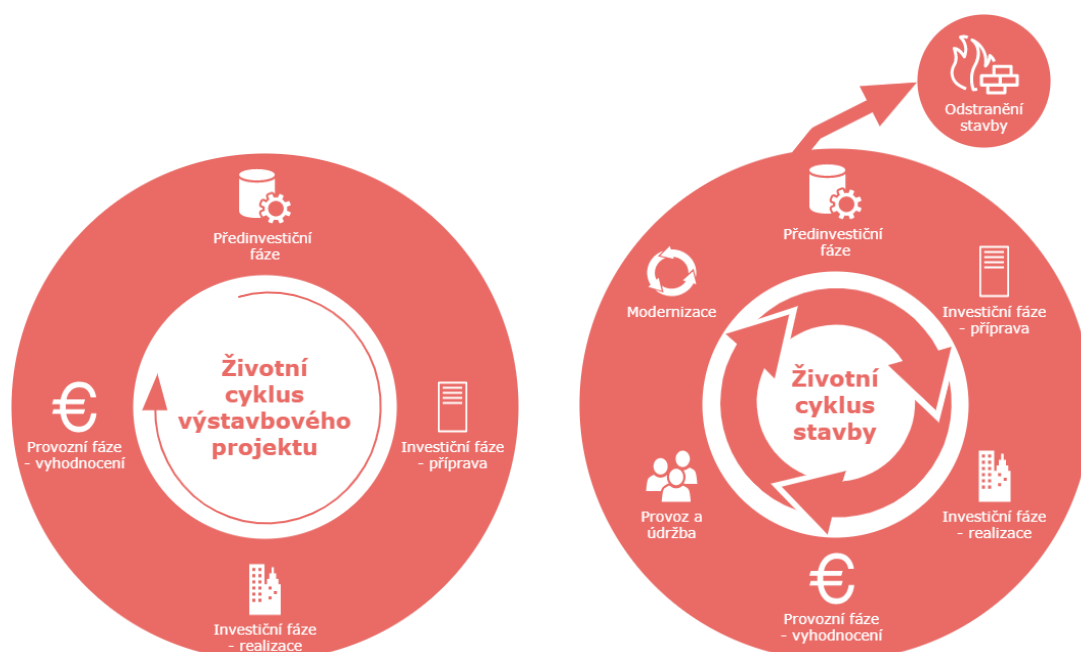 Předinvestiční
fáze
Životní
cyklus
výstavbového
projektu
Provozní fáze
- vyhodnocení
Investiční fáze
- příprava
Investiční fáze
- realizace
Odstranění
stavby
Předinvestiční
fáze
Modernizace
Investiční fáze
- příprava
Životní
cyklus
stavby
Provoz a
údržba
Investiční fáze
- realizace
Provozní fáze
- vyhodnocení